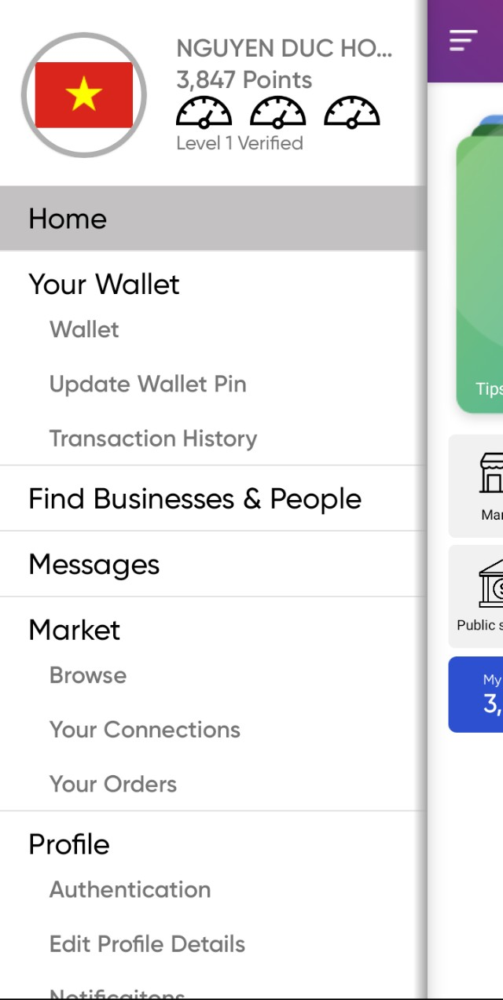 NGUYEN DUC HO...
3,847 Points
Level 1 Verified
Home
Your Wallet
Wallet
Update Wallet Pin
Transaction History
Find Businesses & People
Messages
Market
Browse
Your Connections
Your Orders
Profile
Authentication
Edit Profile Details
Notificaitons
Tips
Mar
Public s
My
3,